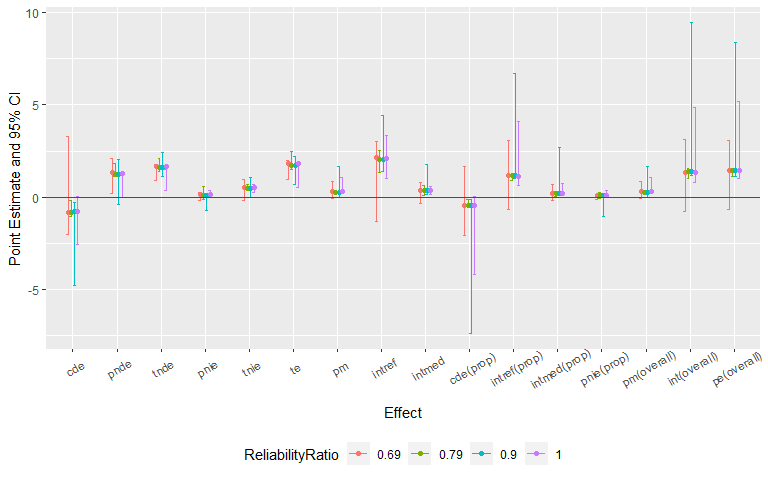 Point Estimate and 95% CI
10
5
0
-5
cde
pnde
tnde
pnie
tnie
te
pm
intref
intmed
cde(prop)
intref(prop)
intmed(prop)
pnie(prop)
pm(overall)
int(overall)
pe(overall)
Effect
ReliabilityRatio 0.69 0.79 0.9 1